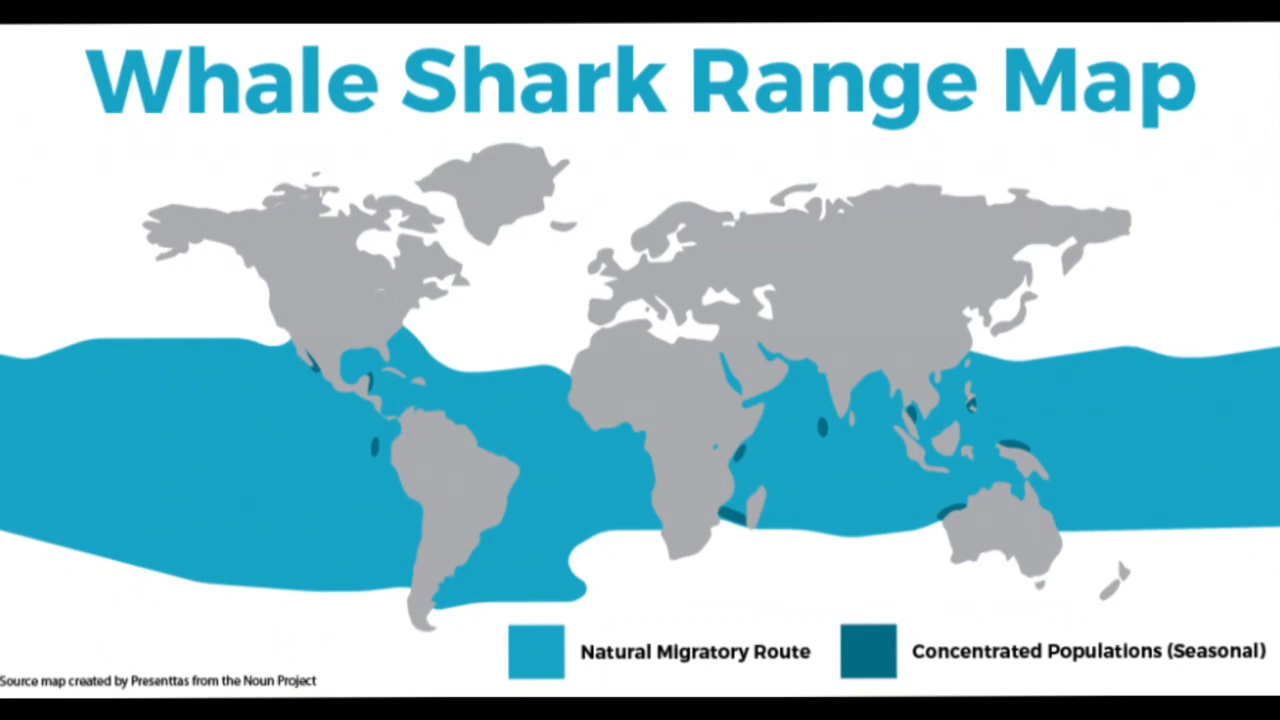 Whale Shark Range Map
Natural Migratory Route
Concentrated Populations (Seasonal)
Source map created by Presenttas from the Noun Project